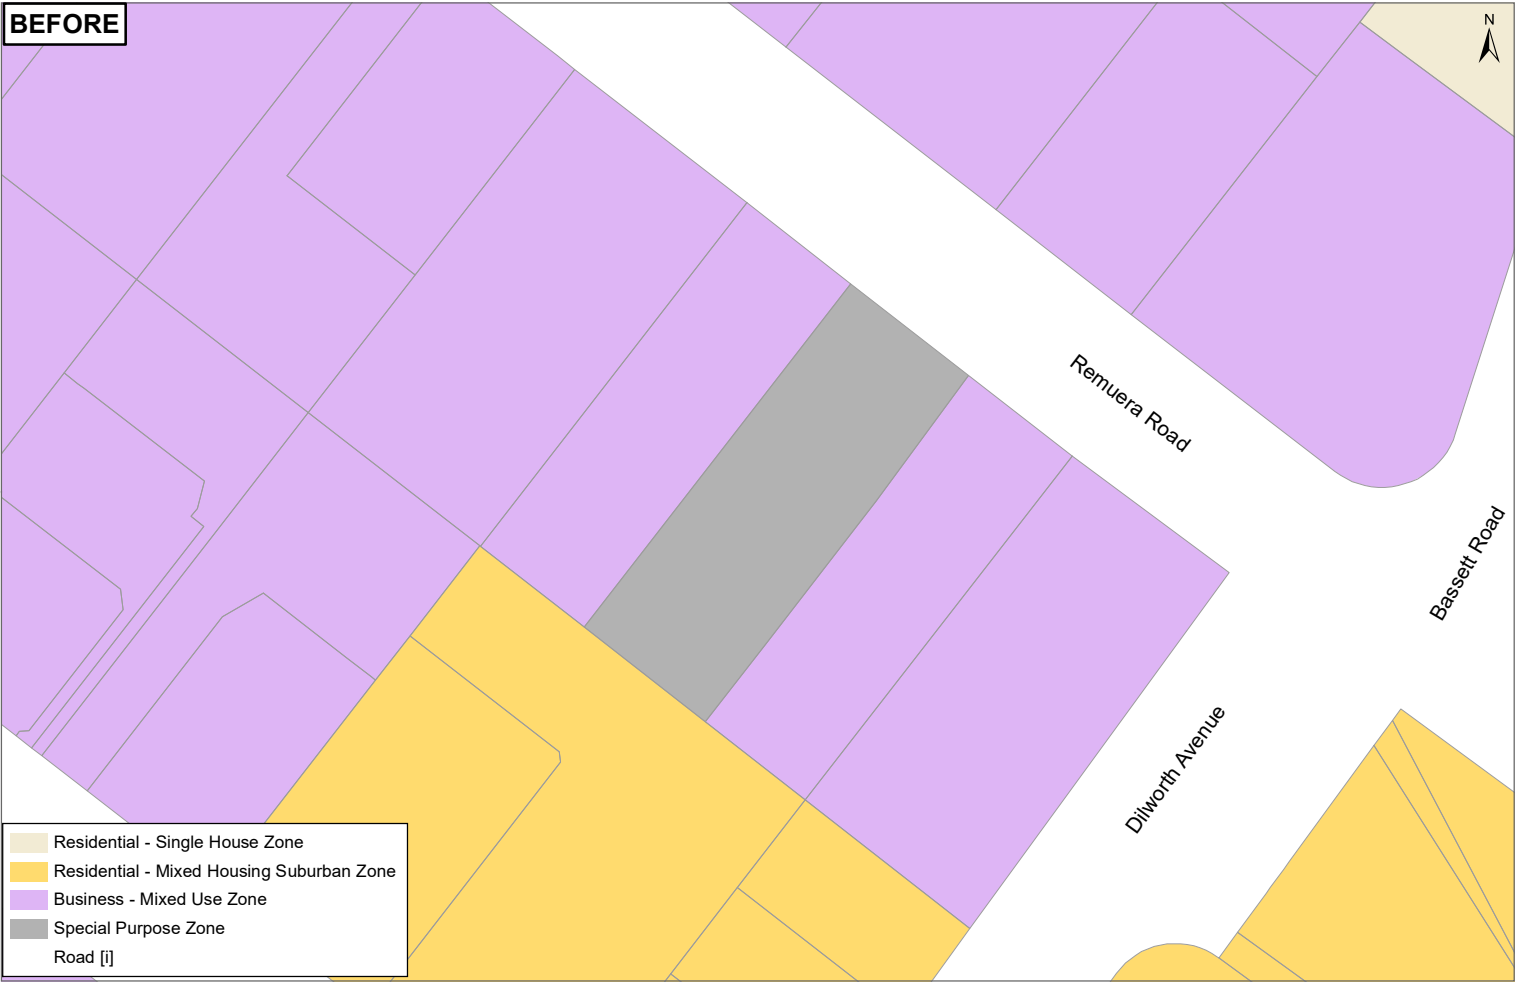 BEFORE
N
Remuera Road
Bassett Road
Dilworth Avenue
Residential - Single House Zone
Residential - Mixed Housing Suburban Zone
Business - Mixed Use Zone
Special Purpose Zone
Road [i]